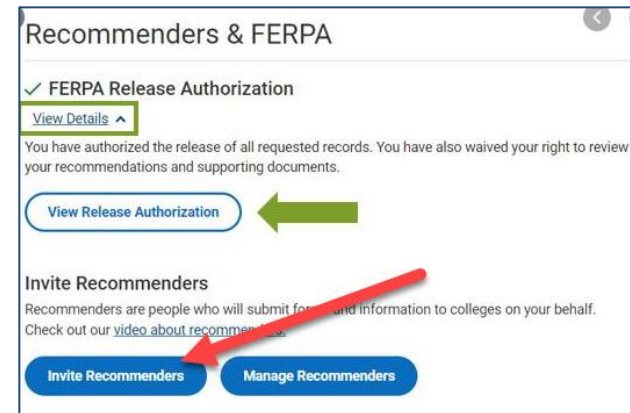 Recommenders & FERPA
FERPA Release Authorization
View Details
You have authorized the release of all requested records. You have also waived your right to review
your recommendations and supporting documents.
View Release Authorization
Invite Recommenders
Recommenders are people who will submit and information to colleges on your behalf.
Check out our video about
Invite Recommenders
Manage Recommenders